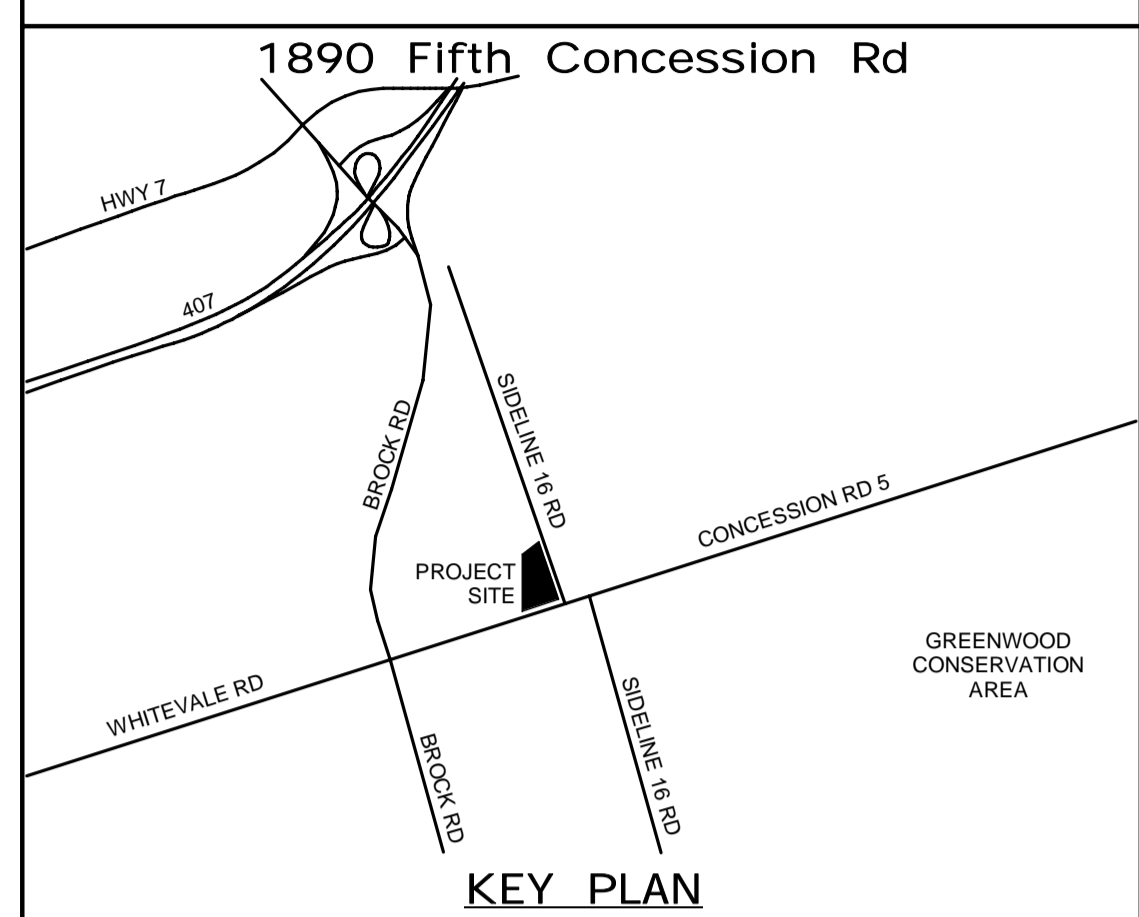 1890 Fifth Concession Rd
HWY 7
407
SIDELINE 16 RD
BROCK RD
CONCESSION RD 5
PROJECT
SITE
GREENWOOD
CONSERVATION
AREA
WHITEVALE RD
SIDELINE 16 RD
BROCK RD
KEY PLAN